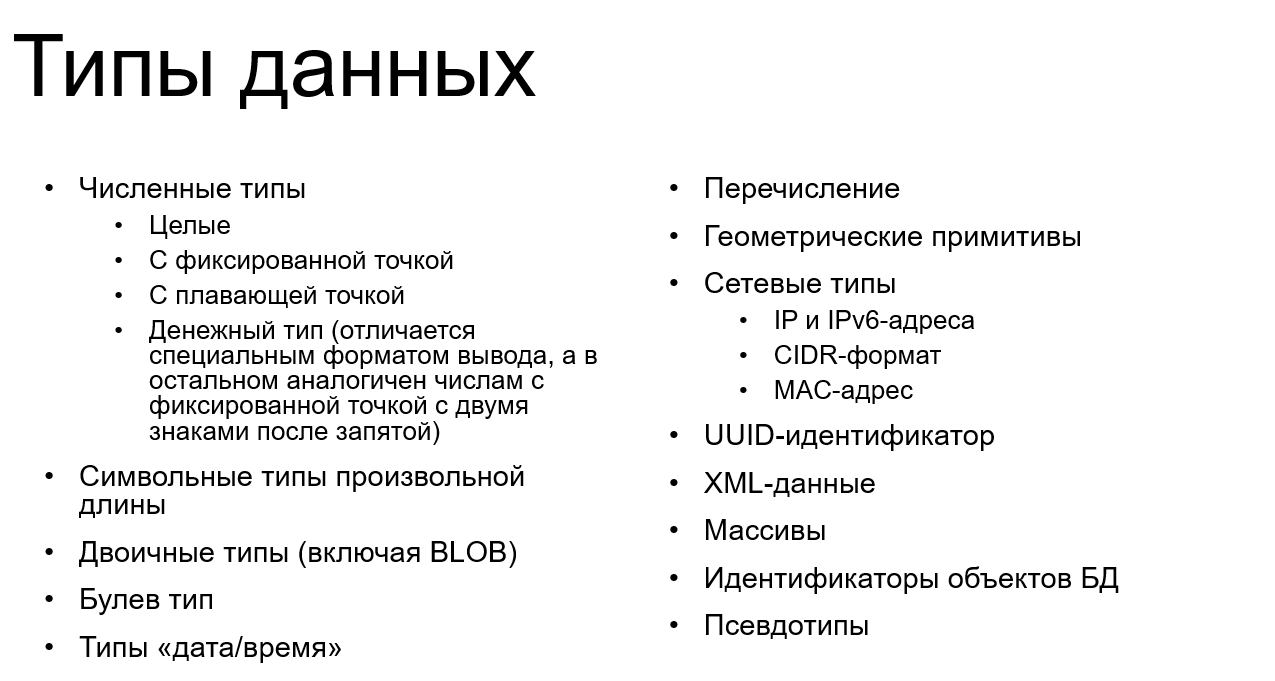 Типы данных
• Численные типы
• Целые
• С фиксированной точкой
• С плавающей точкой
• Денежный тип (отличается
специальным форматом вывода, а в
остальном аналогичен числам с
фиксированной точкой с двумя
знаками после запятой)
• Символьные типы произвольной
длины
• Двоичные типы (включая BLOB)
• Булев тип
• Типы «дата/время»
• Перечисление
• Геометрические примитивы
• Сетевые типы
• IP и IPv6-адреса
• CIDR-формат
• MAC-адрес
• UUID-идентификатор
• XML-данные
• Массивы
• Идентификаторы объектов БД
• Псевдотипы